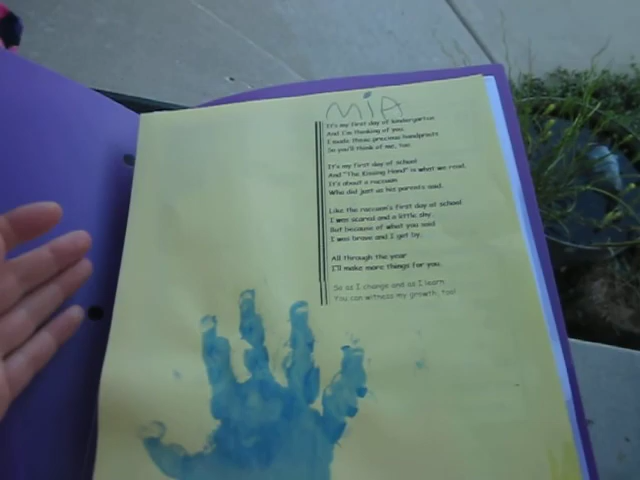 MiA
It's my first day of kindergarten
And I'm thinking of you.
I made these precious handprints
So you'll think of me, too.
It's my first day of school
And "The Kissing Hand" is what we read.
It's about a raccoon
Who did just as his parents said.
Like the raccoon's first day at school
I was scared and a little shy.
But because of what you said
I was brave and I got by.
All through the year
I'll make more things for you.
So as I change and as I learn
You can witness my growth, too!